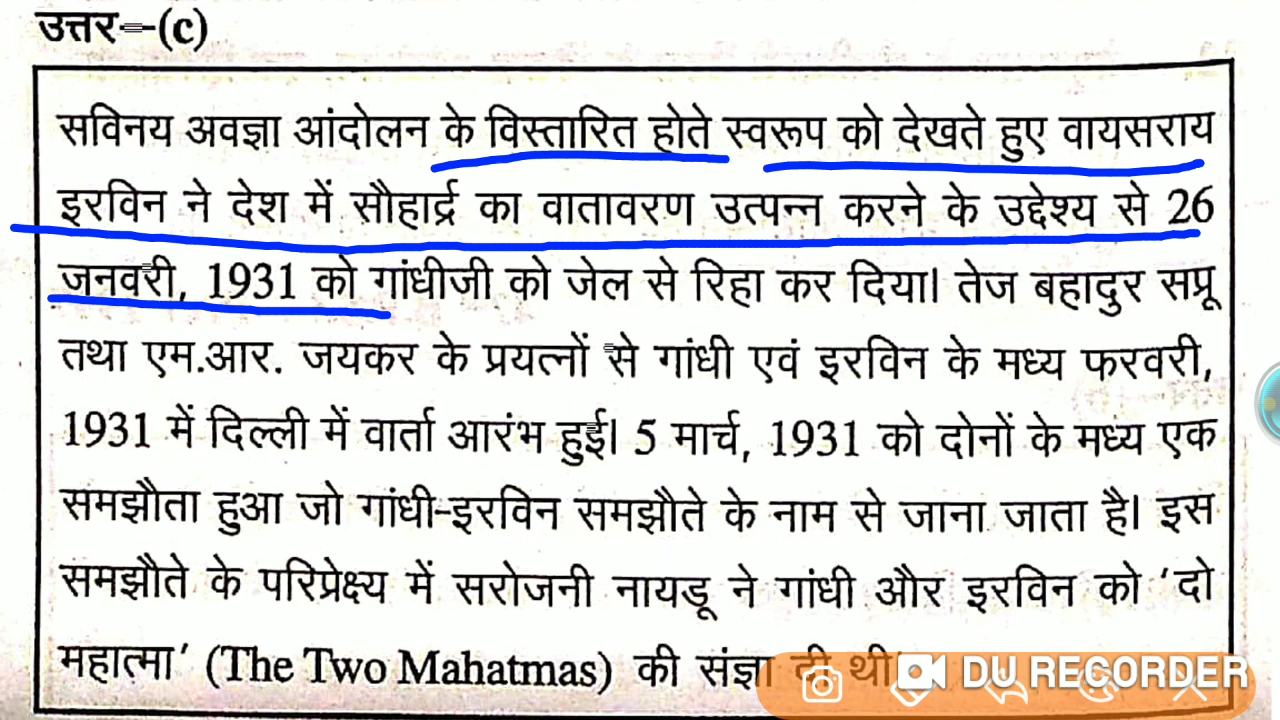 उत्तर–(c)
सविनय अवज्ञा आंदोलन के विस्तारित होते स्वरूप को देखते हुए वायसराय
इरविन ने देश में सौहार्द्र का वातावरण उत्पन्न करने के उद्देश्य से 26
जनवरी, 1931 को गांधीजी को जेल से रिहा कर दिया। तेज बहादुर सप्रू
तथा एम.आर. जयकर के प्रयत्नों से गांधी एवं इरविन के मध्य फरवरी,
1931 में दिल्ली में वार्ता आरंभ हुई। 5 मार्च, 1931 को दोनों के मध्य एक
समझौता हुआ जो गांधी-इरविन समझौते के नाम से जाना जाता है। इस
समझौते के परिप्रेक्ष्य में सरोजनी नायडू ने गांधी और इरविन को ‘दो
महात्मा’ (The Two Mahatmas) की संज्ञा दी थी।
DU RECORDER